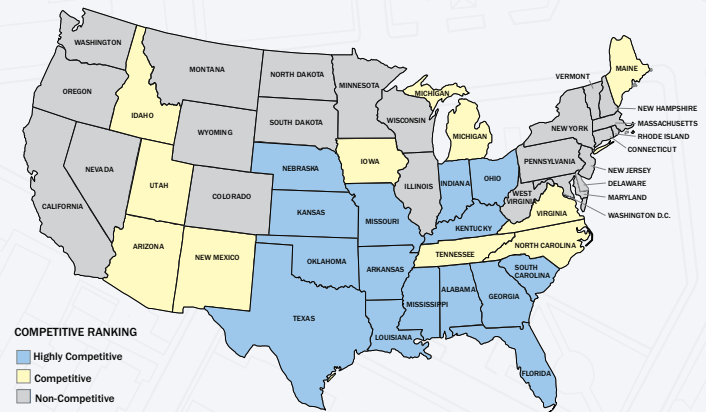 WASHINGTON
MONTANA
NORTH DAKOTA
MINNESOTA
MICHIGAN
VERMONT
MAINE
OREGON
IDAHO
WYOMING
SOUTH DAKOTA
WISCONSIN
MICHIGAN
NEW YORK
NEW HAMPSHIRE
MASSACHUSETTS
RHODE ISLAND
CONNECTICUT
NEVADA
UTAH
COLORADO
NEBRASKA
IOWA
ILLINOIS
INDIANA
OHIO
PENNSYLVANIA
NEW JERSEY
DELAWARE
MARYLAND
WASHINGTON D.C.
CALIFORNIA
KANSAS
MISSOURI
KENTUCKY
WEST
VIRGINIA
VIRGINIA
ARIZONA
NEW MEXICO
OKLAHOMA
ARKANSAS
TENNESSEE
NORTH CAROLINA
SOUTH
CAROLINA
TEXAS
LOUISIANA
MISSISSIPPI
ALABAMA
GEORGIA
FLORIDA
COMPETITIVE RANKING
Highly Competitive
Competitive
Non-Competitive